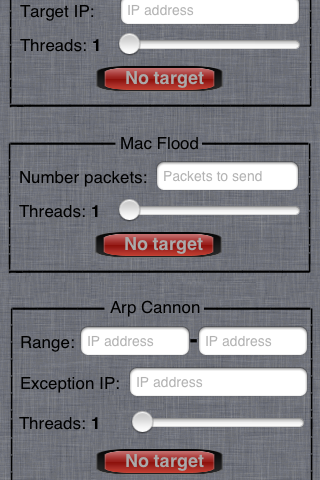 Target IP: IP address
Threads: 1
No target
Mac Flood
Number packets: Packets to send
Threads: 1
No target
Arp Cannon
Range: IP address - IP address
Exception IP: IP address
Threads: 1
No target